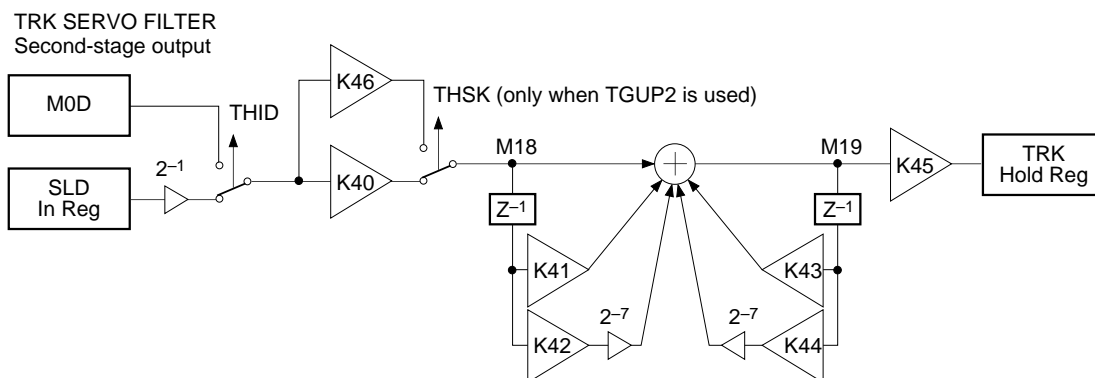 TRK SERVO FILTER
Second-stage output
M0D
THID
K46
THSK (only when TGUP2 is used)
2–1
SLD
In Reg
K40
M18
M19
K45
TRK
Hold Reg
Z–1
Z–1
K41
K43
K42
2–7
2–7
K44